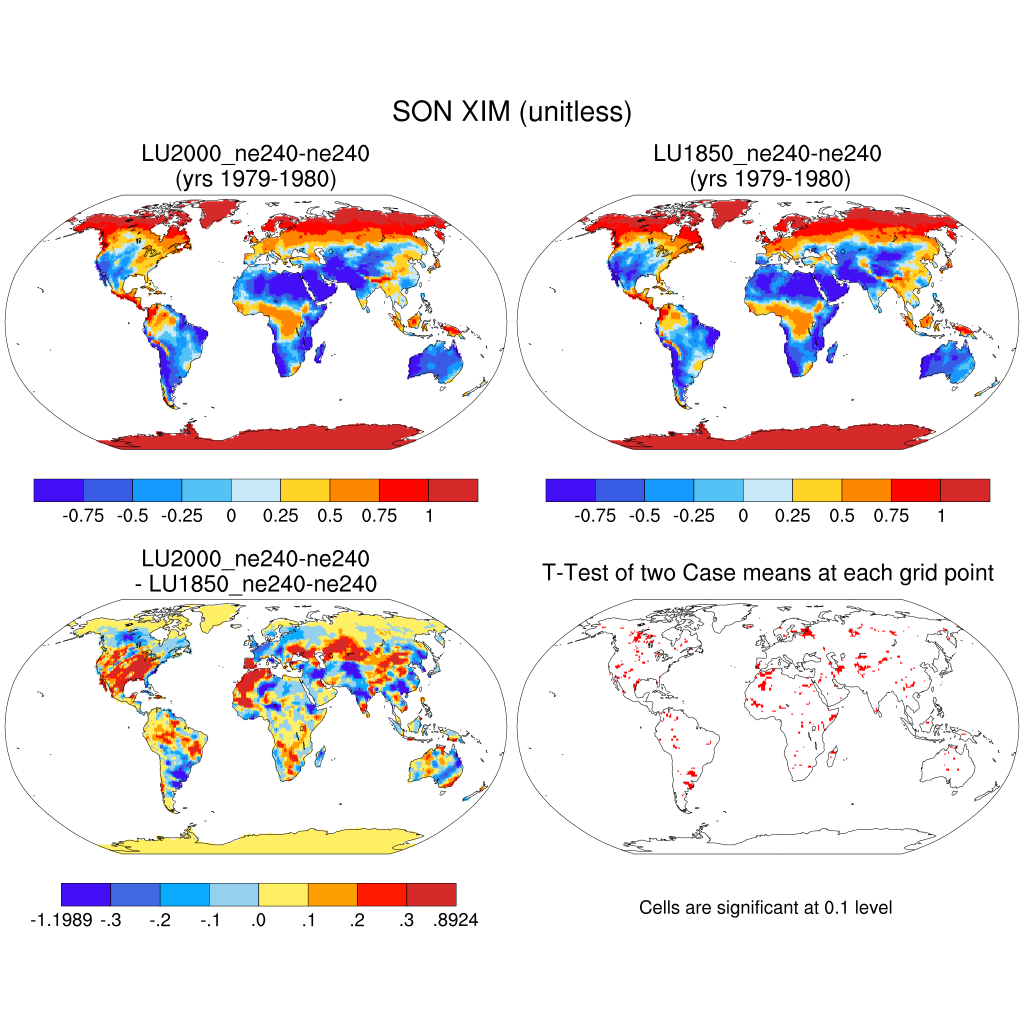 SON XIM (unitless)
LU2000_ne240-ne240
(yrs 1979-1980)
LU1850_ne240-ne240
(yrs 1979-1980)
-0.75 -0.5 -0.25 0 0.25 0.5 0.75 1
-0.75 -0.5 -0.25 0 0.25 0.5 0.75 1
LU2000_ne240-ne240
- LU1850_ne240-ne240
T-Test of two Case means at each grid point
-1.1989 -.3 -.2 -.1 .0 .1 .2 .3 .8924
Cells are significant at 0.1 level